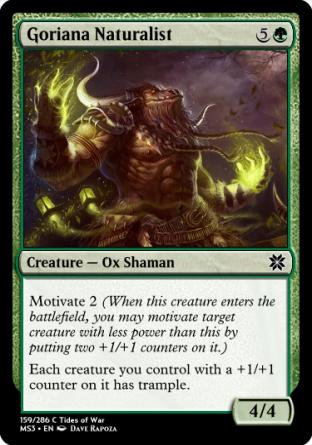 Goriana Naturalist 5
Creature — Ox Shaman
Motivate 2 (When this creature enters the
battlefield, you may motivate target
creature with less power than this by
putting two +1/+1 counters on it.)
Each creature you control with a +1/+1
counter on it has trample.
4/4
159/286 C Tides of War
MS3 • EN Dave Rapoza